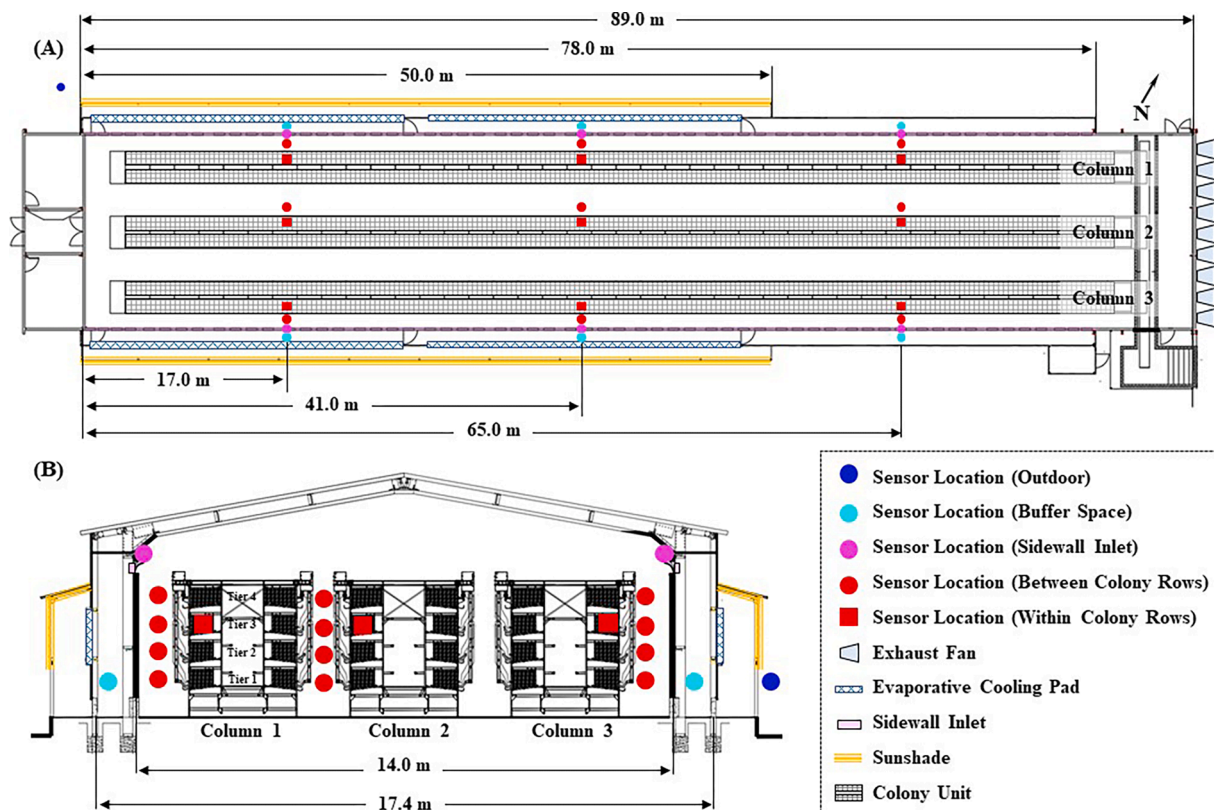 (A)
89.0 m
78.0 m
50.0 m
N
Column 1
Column 2
Column 3
17.0 m
41.0 m
65.0 m
(B)
Tier 4
Tier 3
Tier 2
Tier 1
Column 1
Column 2
Column 3
14.0 m
17.4 m
Sensor Location (Outdoor)
Sensor Location (Buffer Space)
Sensor Location (Sidewall Inlet)
Sensor Location (Between Colony Rows)
Sensor Location (Within Colony Rows)
Exhaust Fan
Evaporative Cooling Pad
Sidewall Inlet
Sunshade
Colony Unit